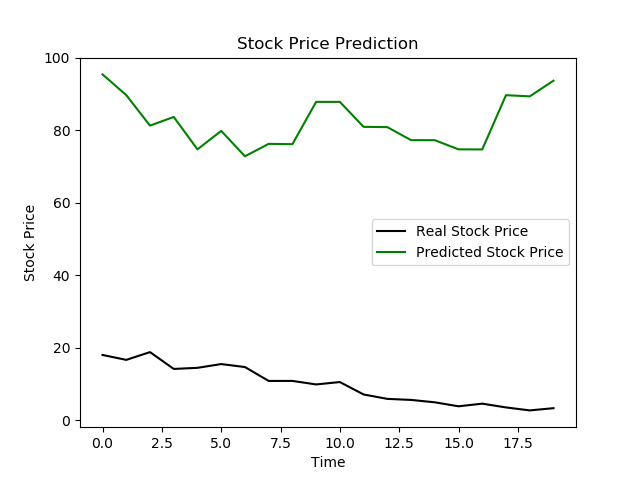 Stock Price Prediction
100
80
60
40
20
0
Stock Price
Real Stock Price
Predicted Stock Price
0.0 2.5 5.0 7.5 10.0 12.5 15.0 17.5
Time